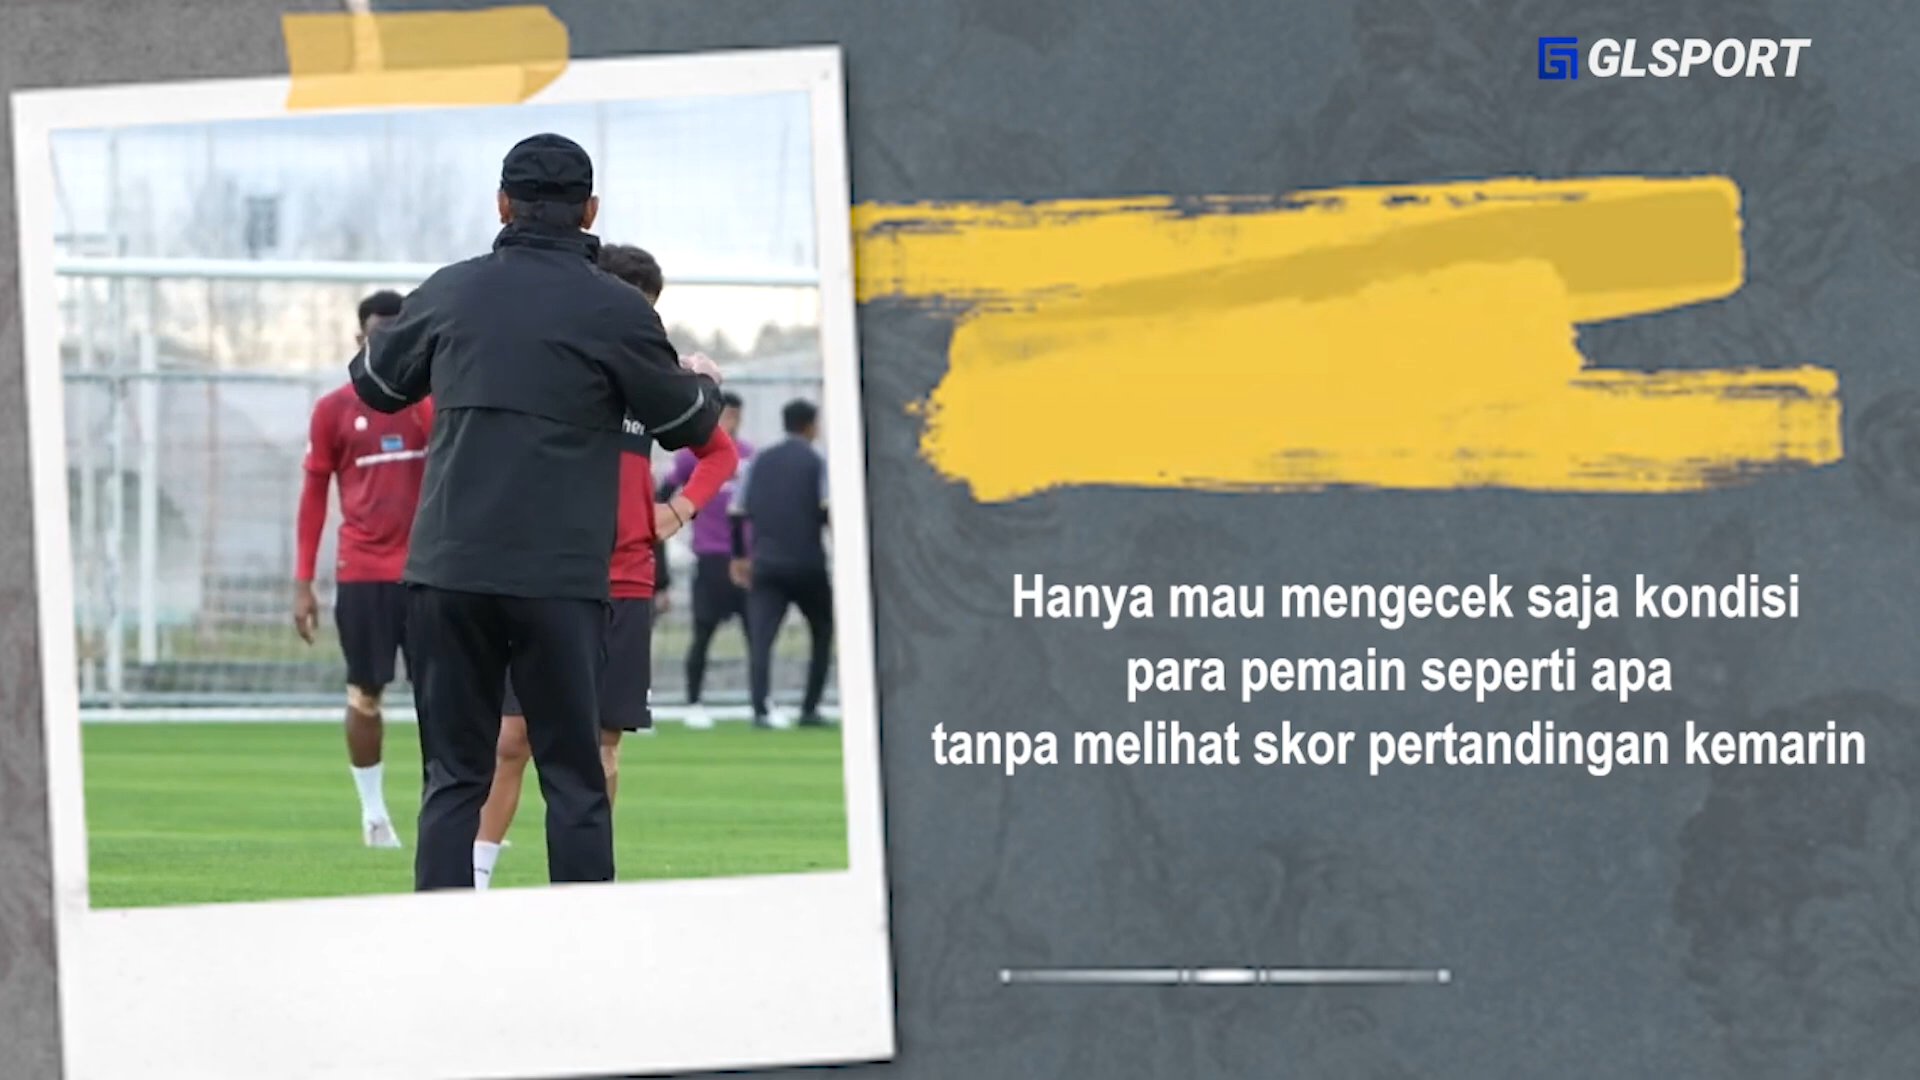 GLSPORT
Hanya mau mengecek saja kondisi
para pemain seperti apa
tanpa melihat skor pertandingan kemarin